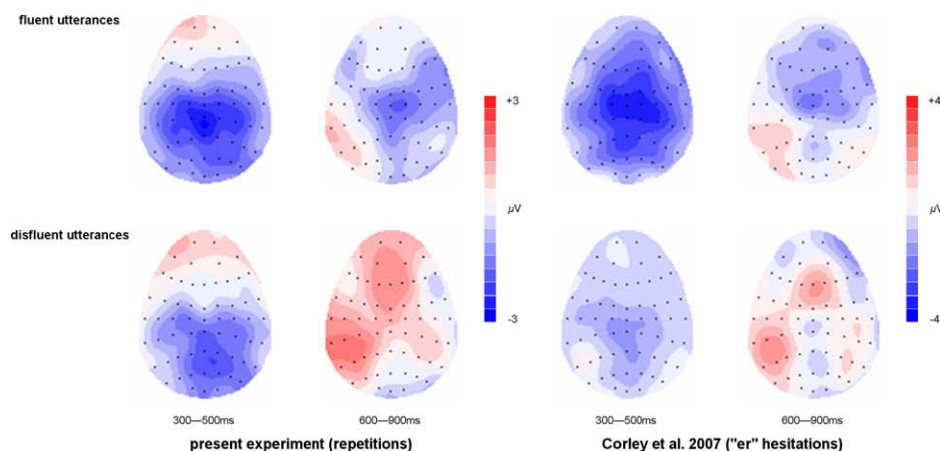 fluent utterances
+3
+4
μV
μV
disfluent utterances
-3
-4
300—500ms
600—900ms
300—500ms
600—900ms
present experiment (repetitions)
Corley et al. 2007 ("er" hesitations)